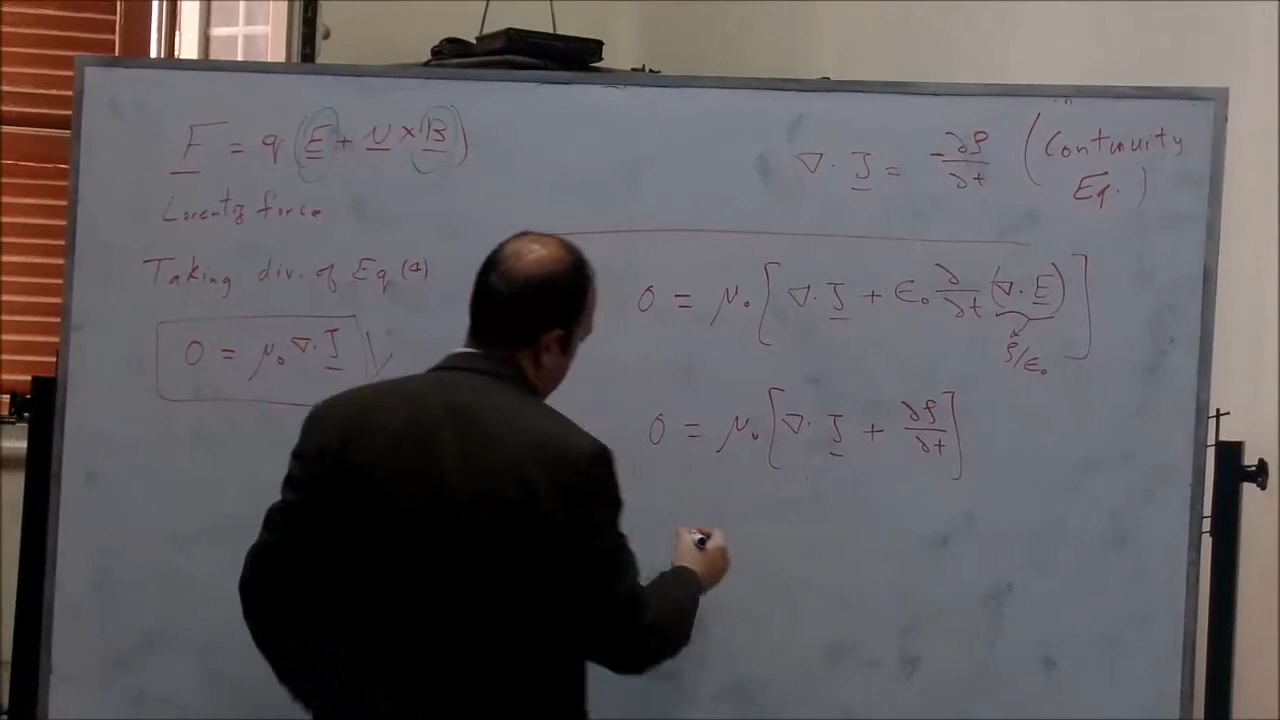 F = q (E + v × B)
Lorentz force
Taking div. of Eq (4)
0 = μ₀ ∇ · J
∇ · J = -∂ρ/∂t (Continuity
Eq.)
0 = μ₀ [∇ · J + ϵ₀ ∂/∂t (∇ · E)]
ρ/ϵ₀
0 = μ₀ [∇ · J + ∂ρ/∂t]